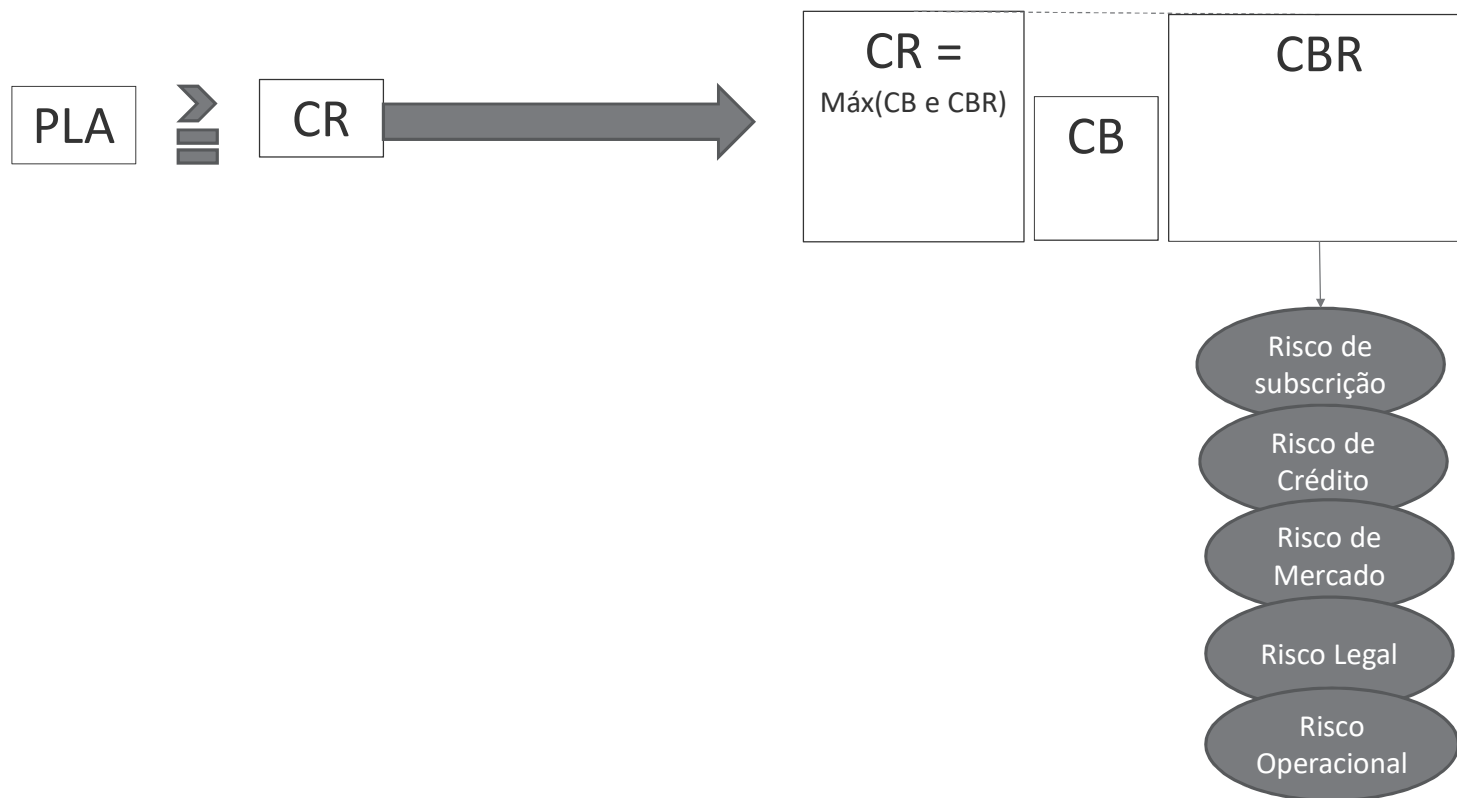 PLA
CR
CR =
Máx(CB e CBR)
CB
CBR
Risco de
subscrição
Risco de
Crédito
Risco de
Mercado
Risco Legal
Risco
Operacional